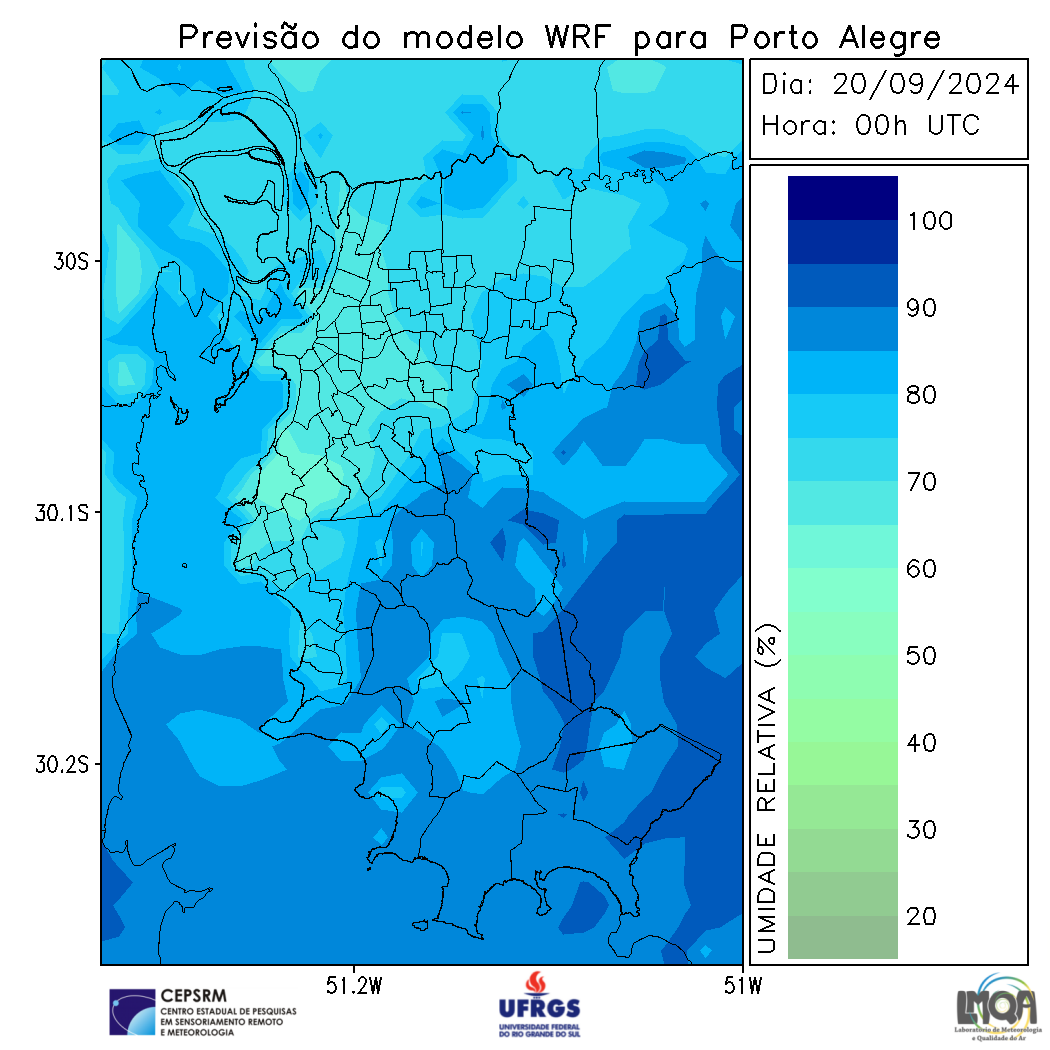 Previsão do modelo WRF para Porto Alegre
Dia: 20/09/2024
Hora: 00h UTC
30S
30.1S
30.2S
51.2W
51W
UMIDADE RELATIVA (%)
100
90
80
70
60
50
40
30
20
CEPSRM
CENTRO ESTADUAL DE PESQUISAS
EM SENSORIAMENTO REMOTO
E METEOROLOGIA
UFRGS
UNIVERSIDADE FEDERAL
DO RIO GRANDE DO SUL
LMQA
Laboratório de Meteorologia
e Qualidade do Ar